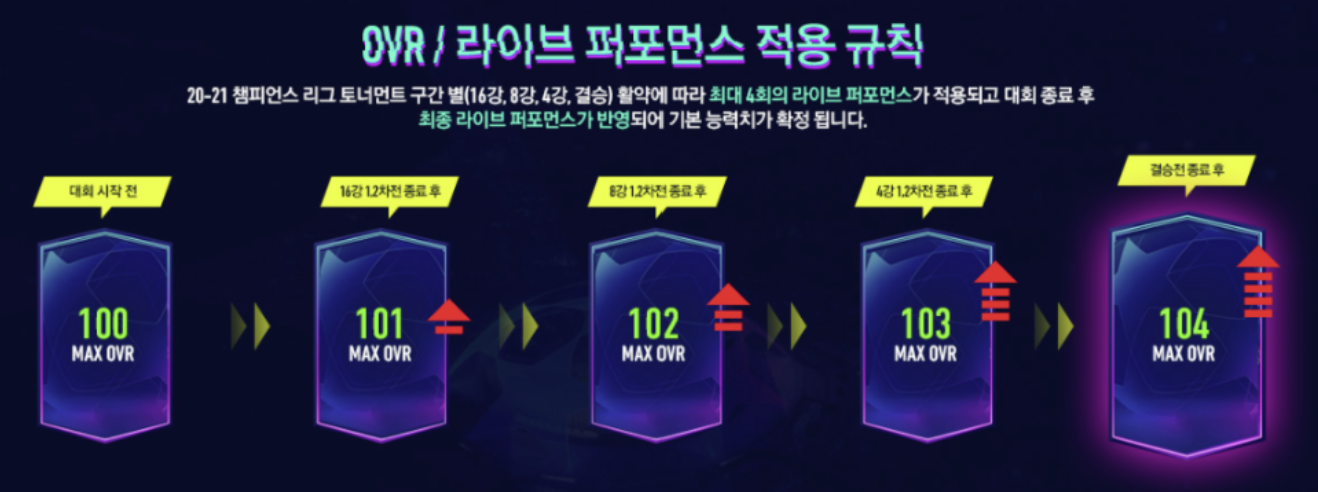 OVR / 라이브 퍼포먼스 적용 규칙
20-21 챔피언스 리그 토너먼트 구간 별(16강, 8강, 4강, 결승) 활약에 따라 최대 4회의 라이브 퍼포먼스가 적용되고 대회 종료 후
최종 라이브 퍼포먼스가 반영되어 기본 능력치가 확정 됩니다.
대회 시작 전
100
MAX OVR
16강 1,2차전 종료 후
101
MAX OVR
8강 1,2차전 종료 후
102
MAX OVR
4강 1,2차전 종료 후
103
MAX OVR
결승전 종료 후
104
MAX OVR